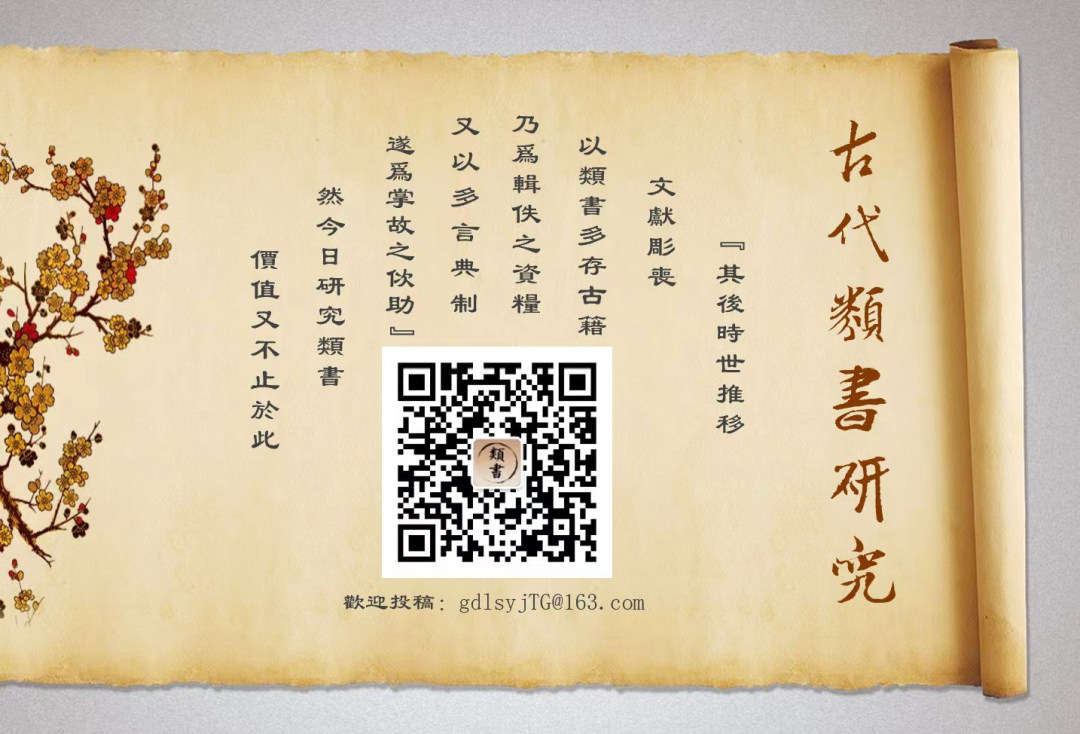 古代類書研究
『其後時世推移
文獻彫喪
以類書多存古籍
乃爲輯佚之資糧
又以多言典制
遂爲掌故之佽助』
然今日研究類書
價值又不止於此
類書
歡迎投稿：gdlsyjTG@163.com